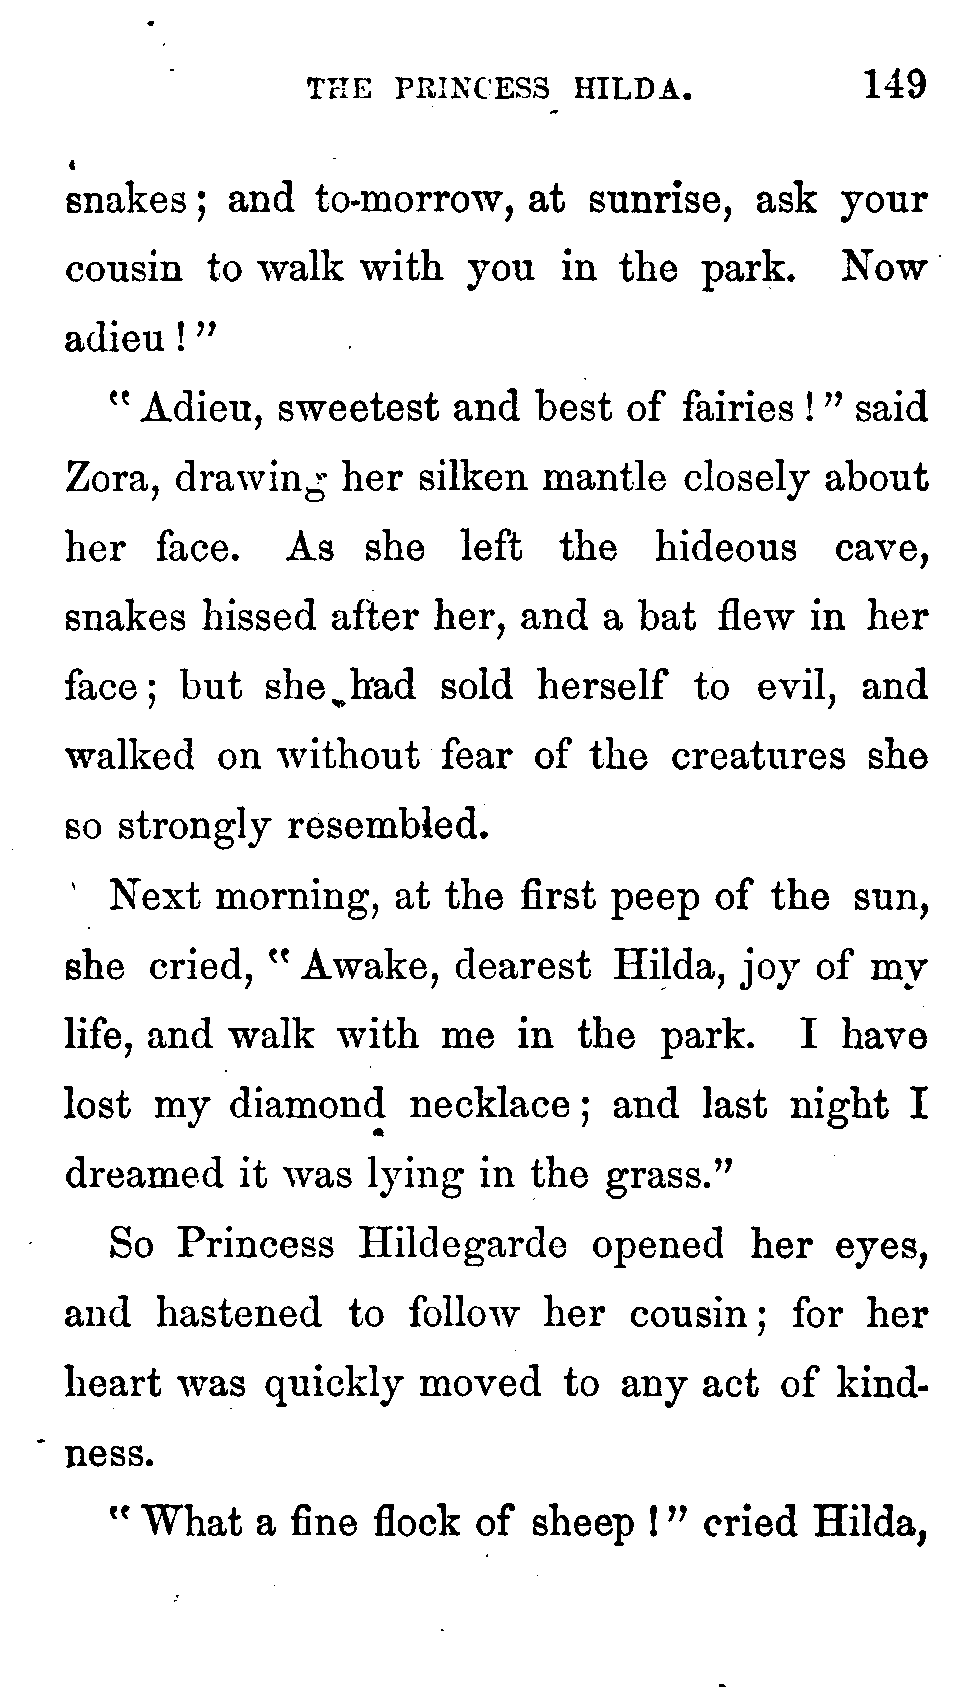 THE PRINCESS HILDA. 149
snakes; and to-morrow, at sunrise, ask your
cousin to walk with you in the park. Now
adieu!"
"Adieu, sweetest and best of fairies!" said
Zora, drawing her silken mantle closely about
her face. As she left the hideous cave,
snakes hissed after her, and a bat flew in her
face; but she had sold herself to evil, and
walked on without fear of the creatures she
so strongly resembled.
Next morning, at the first peep of the sun,
she cried, "Awake, dearest Hilda, joy of my
life, and walk with me in the park. I have
lost my diamond necklace; and last night I
dreamed it was lying in the grass."
So Princess Hildegarde opened her eyes,
and hastened to follow her cousin; for her
heart was quickly moved to any act of kind-
ness.
"What a fine flock of sheep!" cried Hilda,